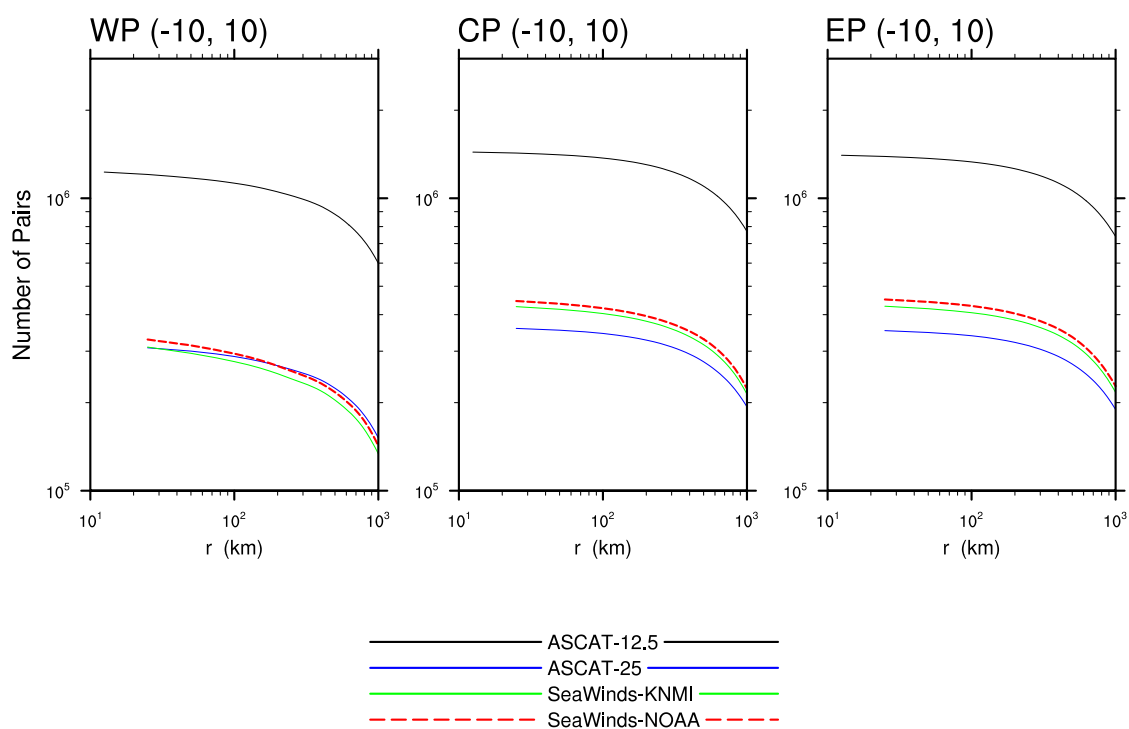 WP (-10, 10) CP (-10, 10) EP (-10, 10)
Number of Pairs
10⁶ 10⁶ 10⁶
10⁵ 10⁵ 10⁵
10¹ 10² 10³ 10¹ 10² 10³ 10¹ 10² 10³
r (km) r (km) r (km)
ASCAT-12.5
ASCAT-25
SeaWinds-KNMI
SeaWinds-NOAA